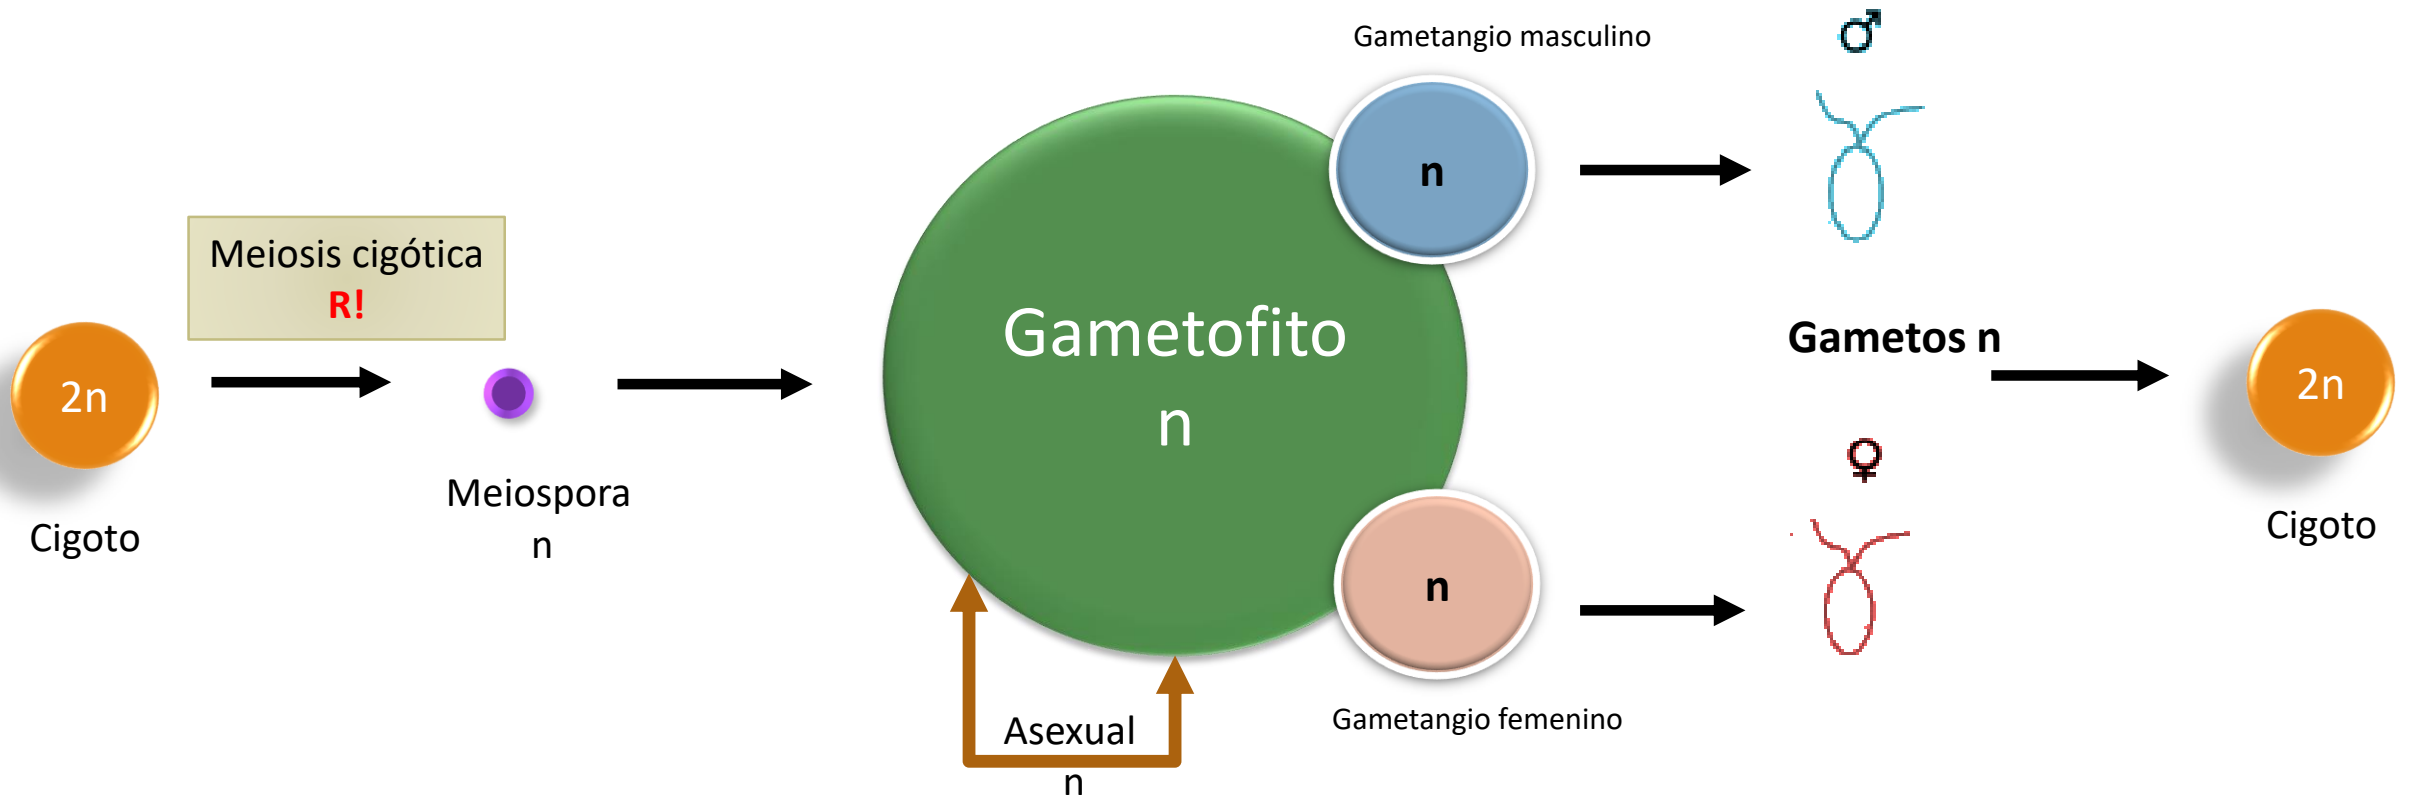 Gametangio masculino
♂
Meiosis cigótica
R!
2n
Cigoto
Meiospora
n
Gametofito
n
n
n
Gametos n
♀
2n
Cigoto
Gametangio femenino
Asexual
n